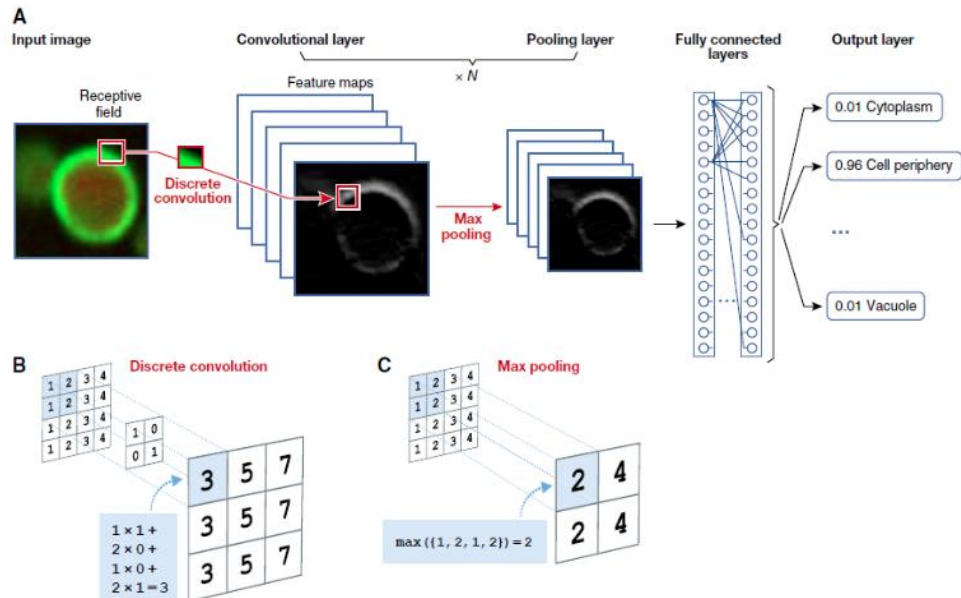 A
Input image
Convolutional layer
Pooling layer
Fully connected
layers
Output layer
× N
Feature maps
Receptive
field
Discrete
convolution
Max
pooling
0.01 Cytoplasm
0.96 Cell periphery
...
0.01 Vacuole
...
B
Discrete convolution
1 2 3 4
1 2 3 4
1 2 3 4
1 2 3 4
1 0
0 1
3 5 7
3 5 7
3 5 7
1 × 1 +
2 × 0 +
1 × 0 +
2 × 1 = 3
C
Max pooling
1 2 3 4
1 2 3 4
1 2 3 4
1 2 3 4
2 4
2 4
max({1, 2, 1, 2}) = 2